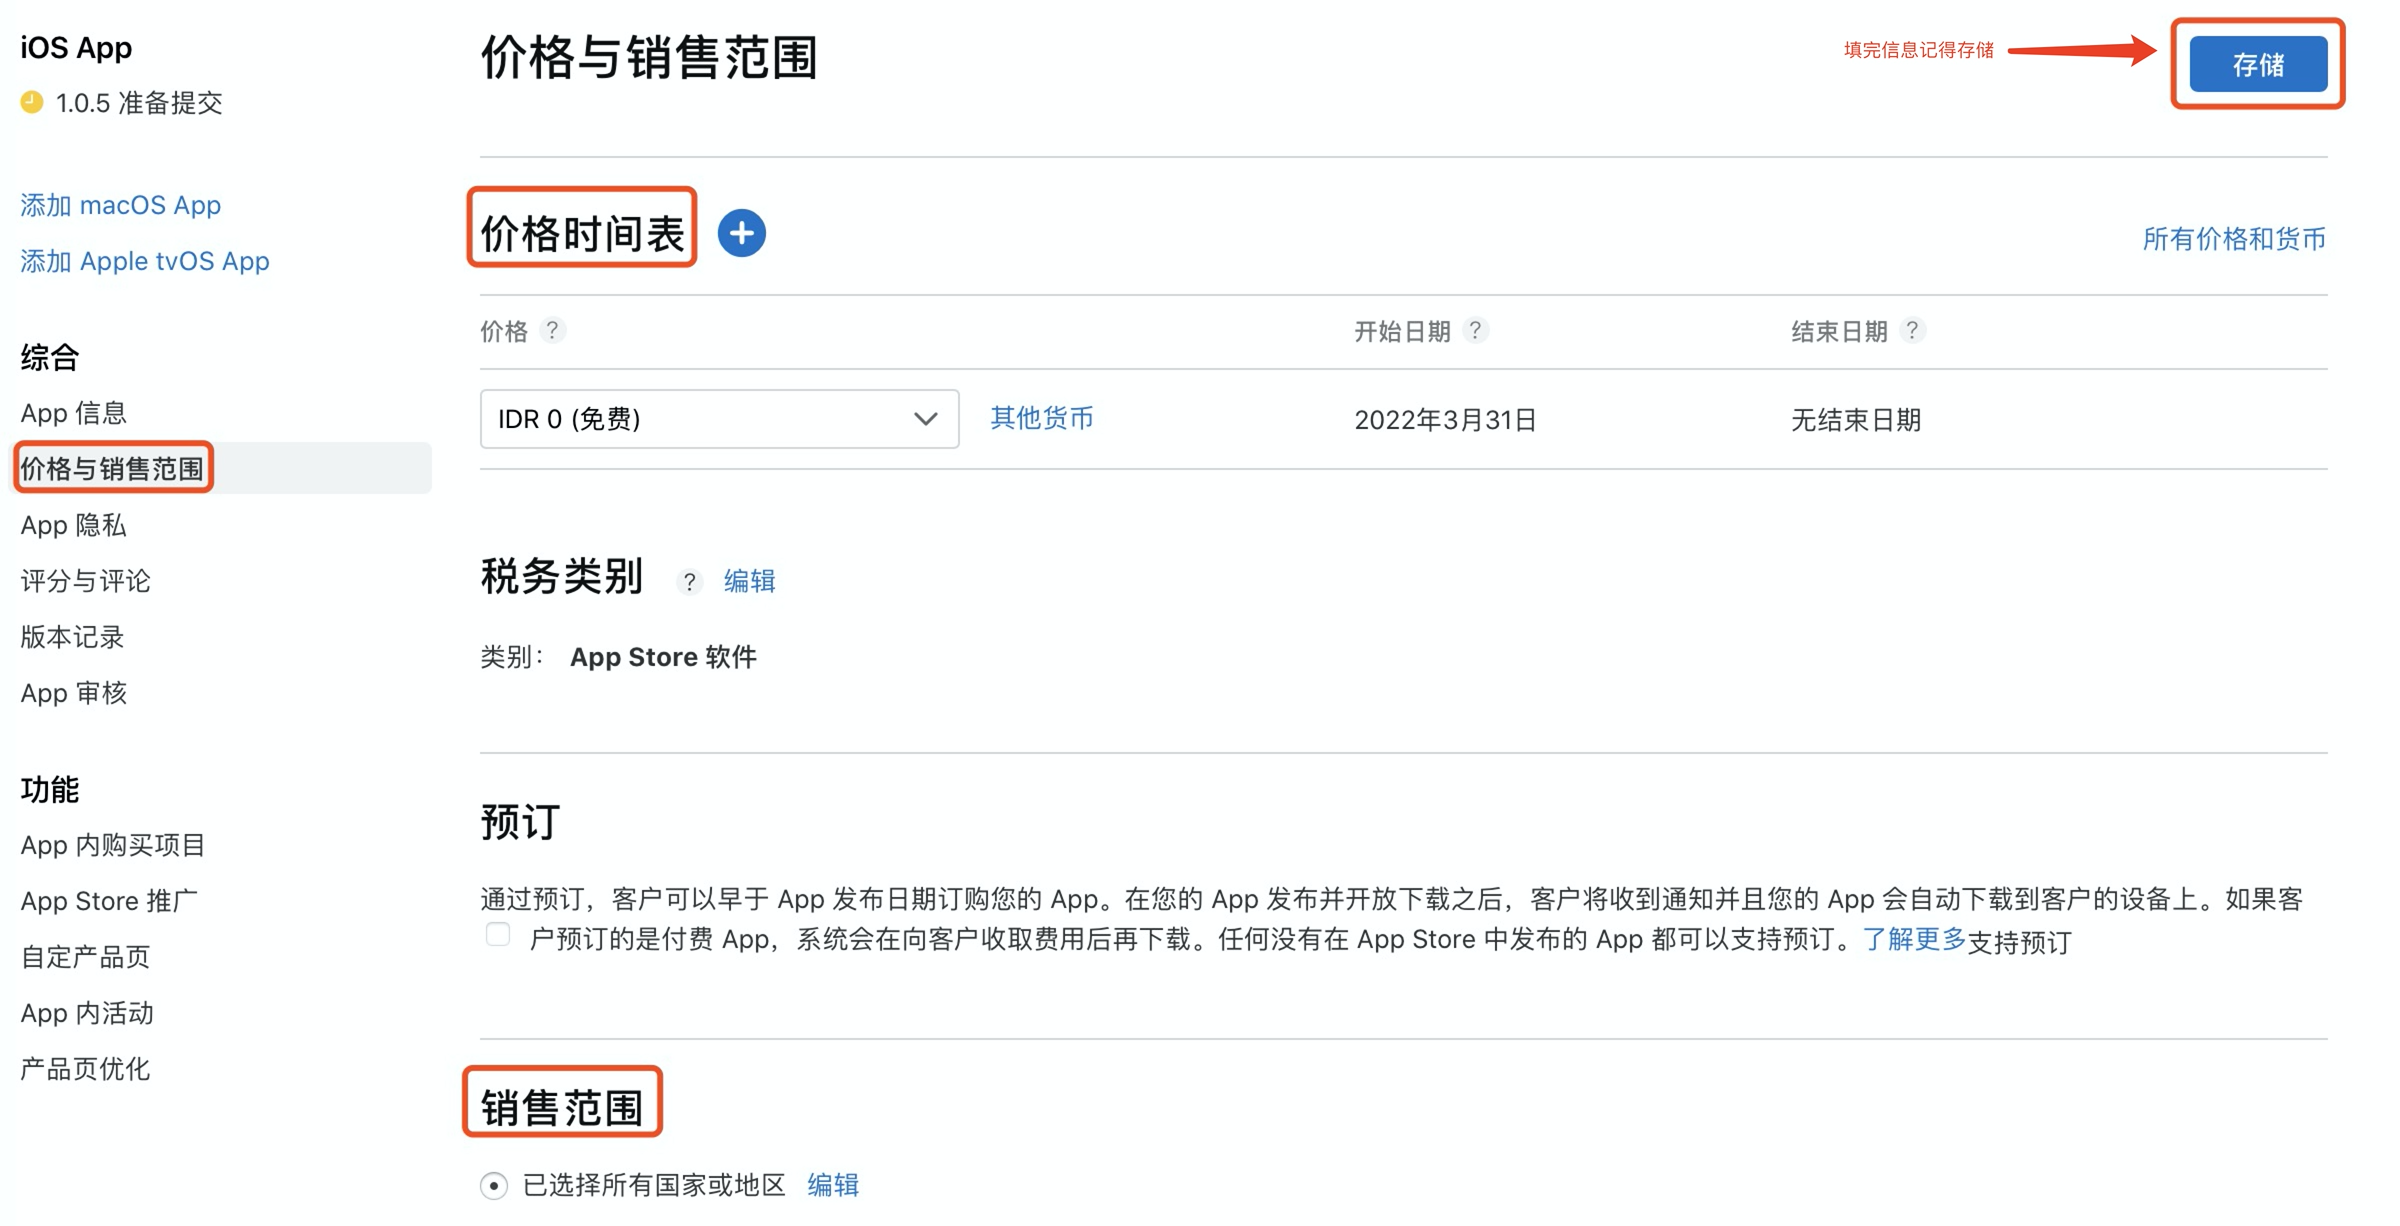 iOS App
1.0.5 准备提交
添加 macOS App
添加 Apple tvOS App
综合
App 信息
价格与销售范围
App 隐私
评分与评论
版本记录
App 审核
功能
App 内购买项目
App Store 推广
自定产品页
App 内活动
产品页优化
价格与销售范围
填完信息记得存储
存储
价格时间表
所有价格和货币
价格 ?
开始日期 ?
结束日期 ?
IDR 0 (免费)
其他货币
2022年3月31日
无结束日期
税务类别 ? 编辑
类别： App Store 软件
预订
通过预订，客户可以早于 App 发布日期订购您的 App。在您的 App 发布并开放下载之后，客户将收到通知并且您的 App 会自动下载到客户的设备上。如果客
户预订的是付费 App，系统会在向客户收取费用后再下载。任何没有在 App Store 中发布的 App 都可以支持预订。了解更多支持预订
销售范围
已选择所有国家或地区 编辑